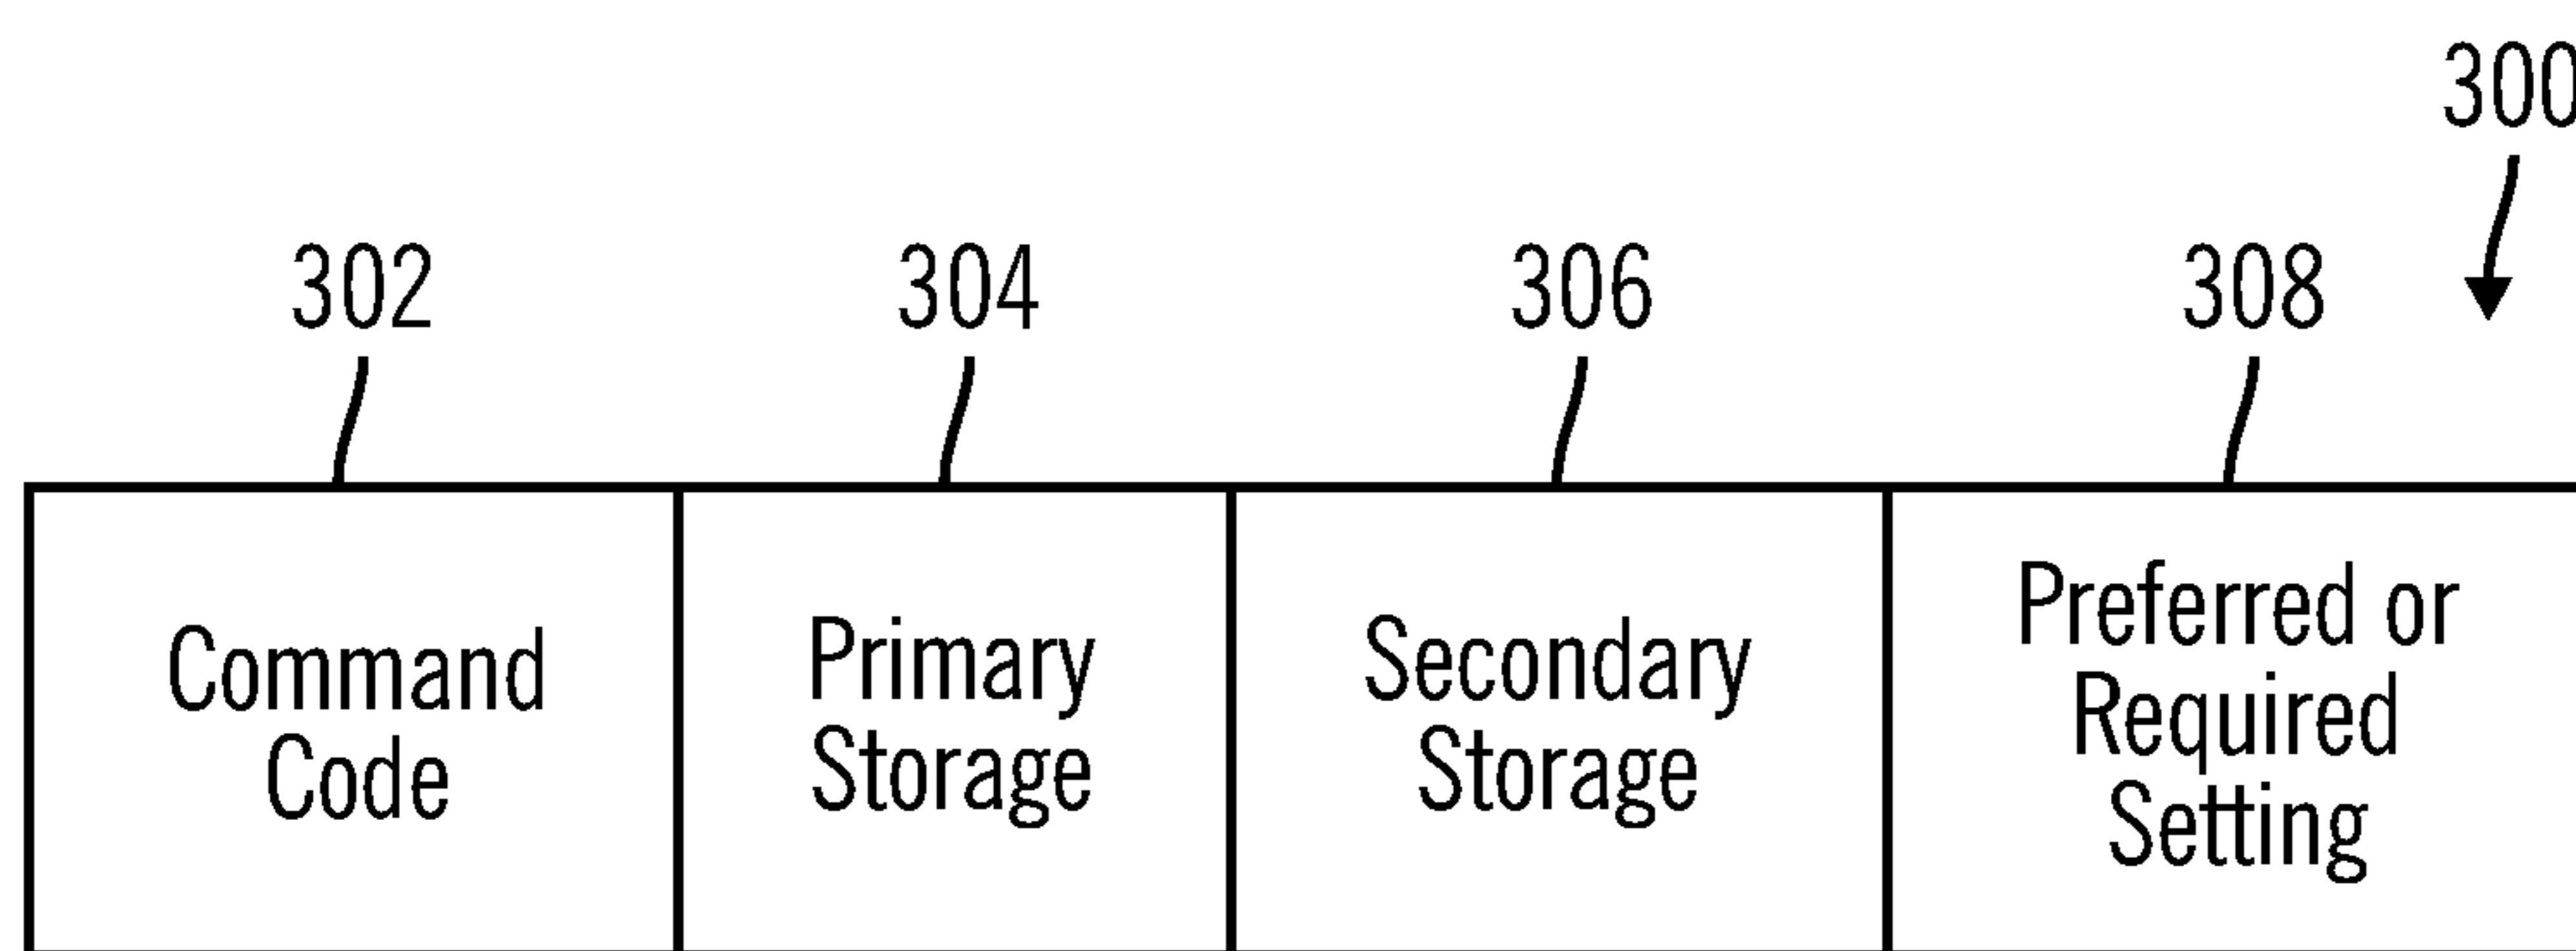 300
302 304 306 308
Command
Code
Primary
Storage
Secondary
Storage
Preferred or
Required
Setting